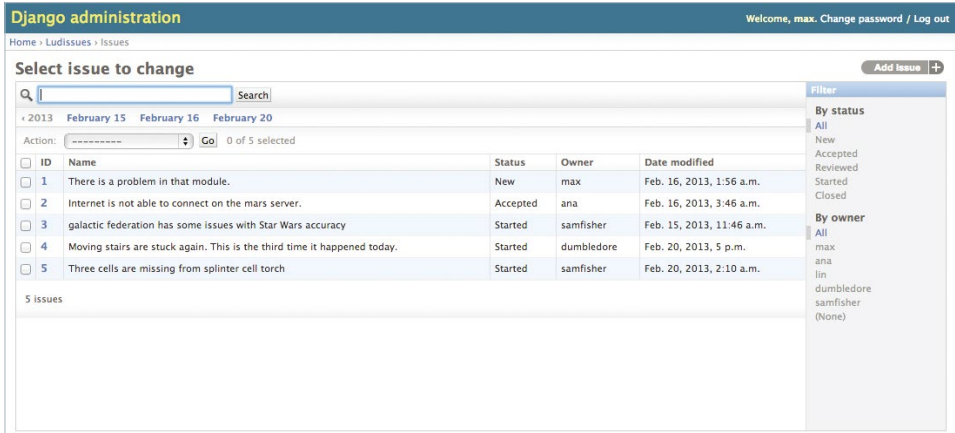 Django administration
Welcome, max. Change password / Log out
Home › Ludissues › Issues
Select issue to change
Add issue +
Search
‹ 2013 February 15 February 16 February 20
Action: --------- Go 0 of 5 selected
ID Name Status Owner Date modified
1 There is a problem in that module. New max Feb. 16, 2013, 1:56 a.m.
2 Internet is not able to connect on the mars server. Accepted ana Feb. 16, 2013, 3:46 a.m.
3 galactic federation has some issues with Star Wars accuracy Started samfisher Feb. 15, 2013, 11:46 a.m.
4 Moving stairs are stuck again. This is the third time it happened today. Started dumbledore Feb. 20, 2013, 5 p.m.
5 Three cells are missing from splinter cell torch Started samfisher Feb. 20, 2013, 2:10 a.m.
5 issues
Filter
By status
All
New
Accepted
Reviewed
Started
Closed
By owner
All
max
ana
lin
dumbledore
samfisher
(None)